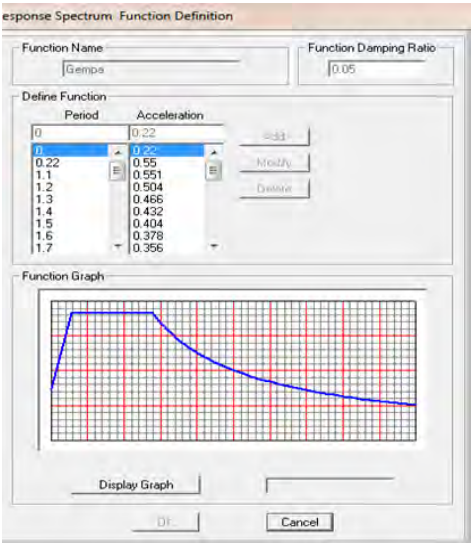 esponse Spectrum Function Definition
Function Name
Function Damping Ratio
Gempa
0.05
Define Function
Period Acceleration
0 0.22
Add
0. 0.22
0.22 0.55
Modify
1.1 0.551
1.2 0.504
Delete
1.3 0.466
1.4 0.432
1.5 0.404
1.6 0.378
1.7 0.356
Function Graph
Display Graph
Cancel